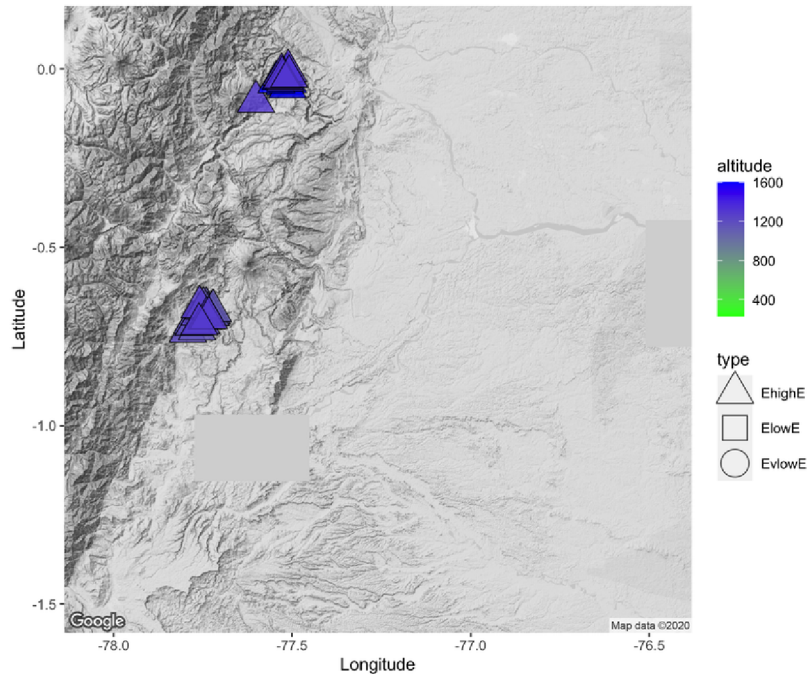 0.0
-0.5
-1.0
-1.5
Latitude
-78.0
-77.5
-77.0
-76.5
Longitude
Google
Map data ©2020
altitude
1600
1200
800
400
type
EhighE
ElowE
EvlowE